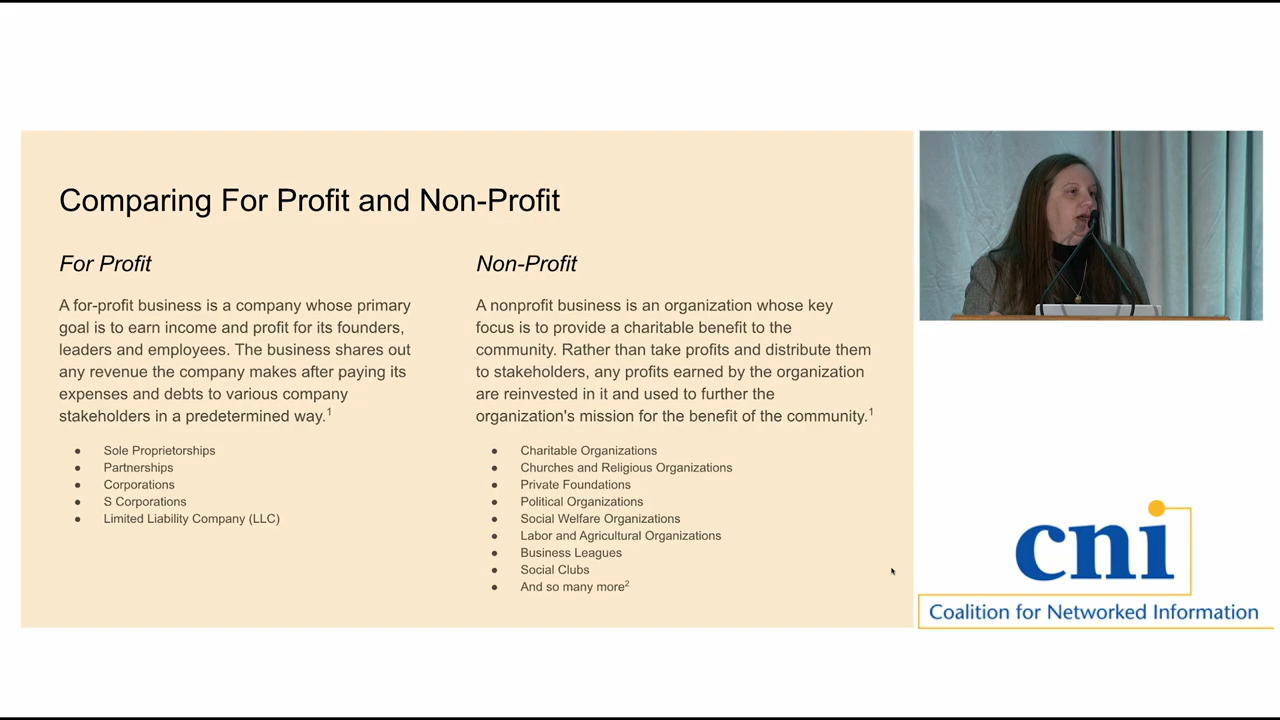 Comparing For Profit and Non-Profit
For Profit
A for-profit business is a company whose primary
goal is to earn income and profit for its founders,
leaders and employees. The business shares out
any revenue the company makes after paying its
expenses and debts to various company
stakeholders in a predetermined way.1
● Sole Proprietorships
● Partnerships
● Corporations
● S Corporations
● Limited Liability Company (LLC)
Non-Profit
A nonprofit business is an organization whose key
focus is to provide a charitable benefit to the
community. Rather than take profits and distribute them
to stakeholders, any profits earned by the organization
are reinvested in it and used to further the
organization's mission for the benefit of the community.1
● Charitable Organizations
● Churches and Religious Organizations
● Private Foundations
● Political Organizations
● Social Welfare Organizations
● Labor and Agricultural Organizations
● Business Leagues
● Social Clubs
● And so many more2
cni
Coalition for Networked Information